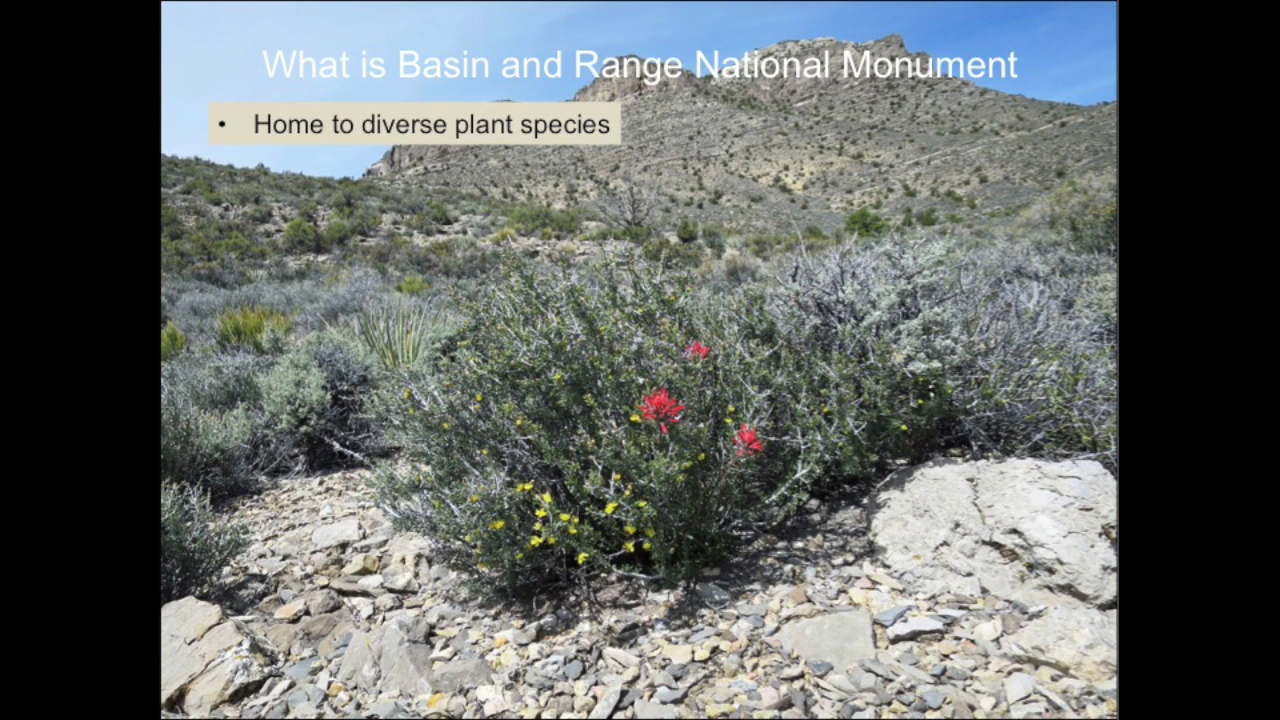 What is Basin and Range National Monument
• Home to diverse plant species